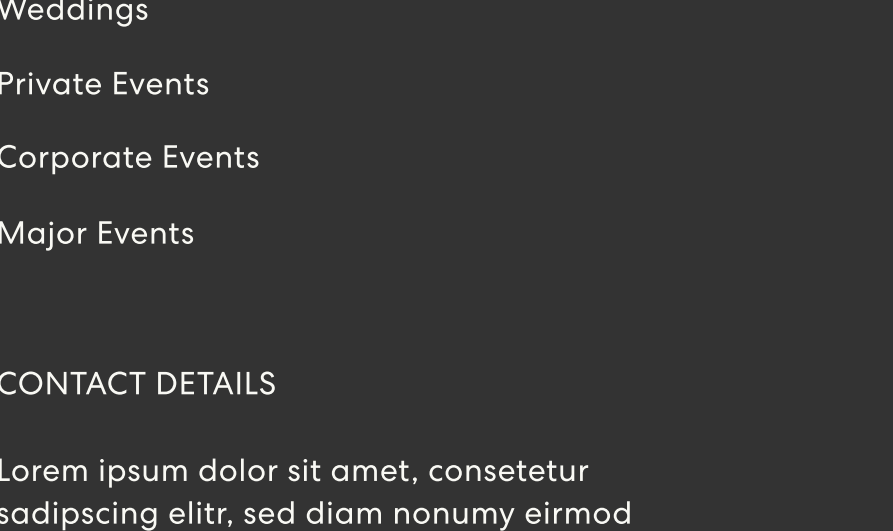 Weddings
Private Events
Corporate Events
Major Events
CONTACT DETAILS
Lorem ipsum dolor sit amet, consetetur
sadipscing elitr, sed diam nonumy eirmod